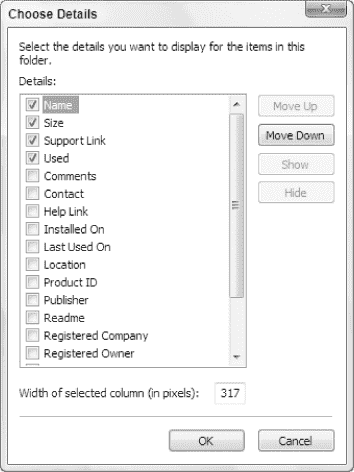 Choose Details
Select the details you want to display for the items in this
folder.
Details:
Name
Size
Support Link
Used
Comments
Contact
Help Link
Installed On
Last Used On
Location
Product ID
Publisher
Readme
Registered Company
Registered Owner
Move Up
Move Down
Show
Hide
Width of selected column (in pixels): 317
OK Cancel